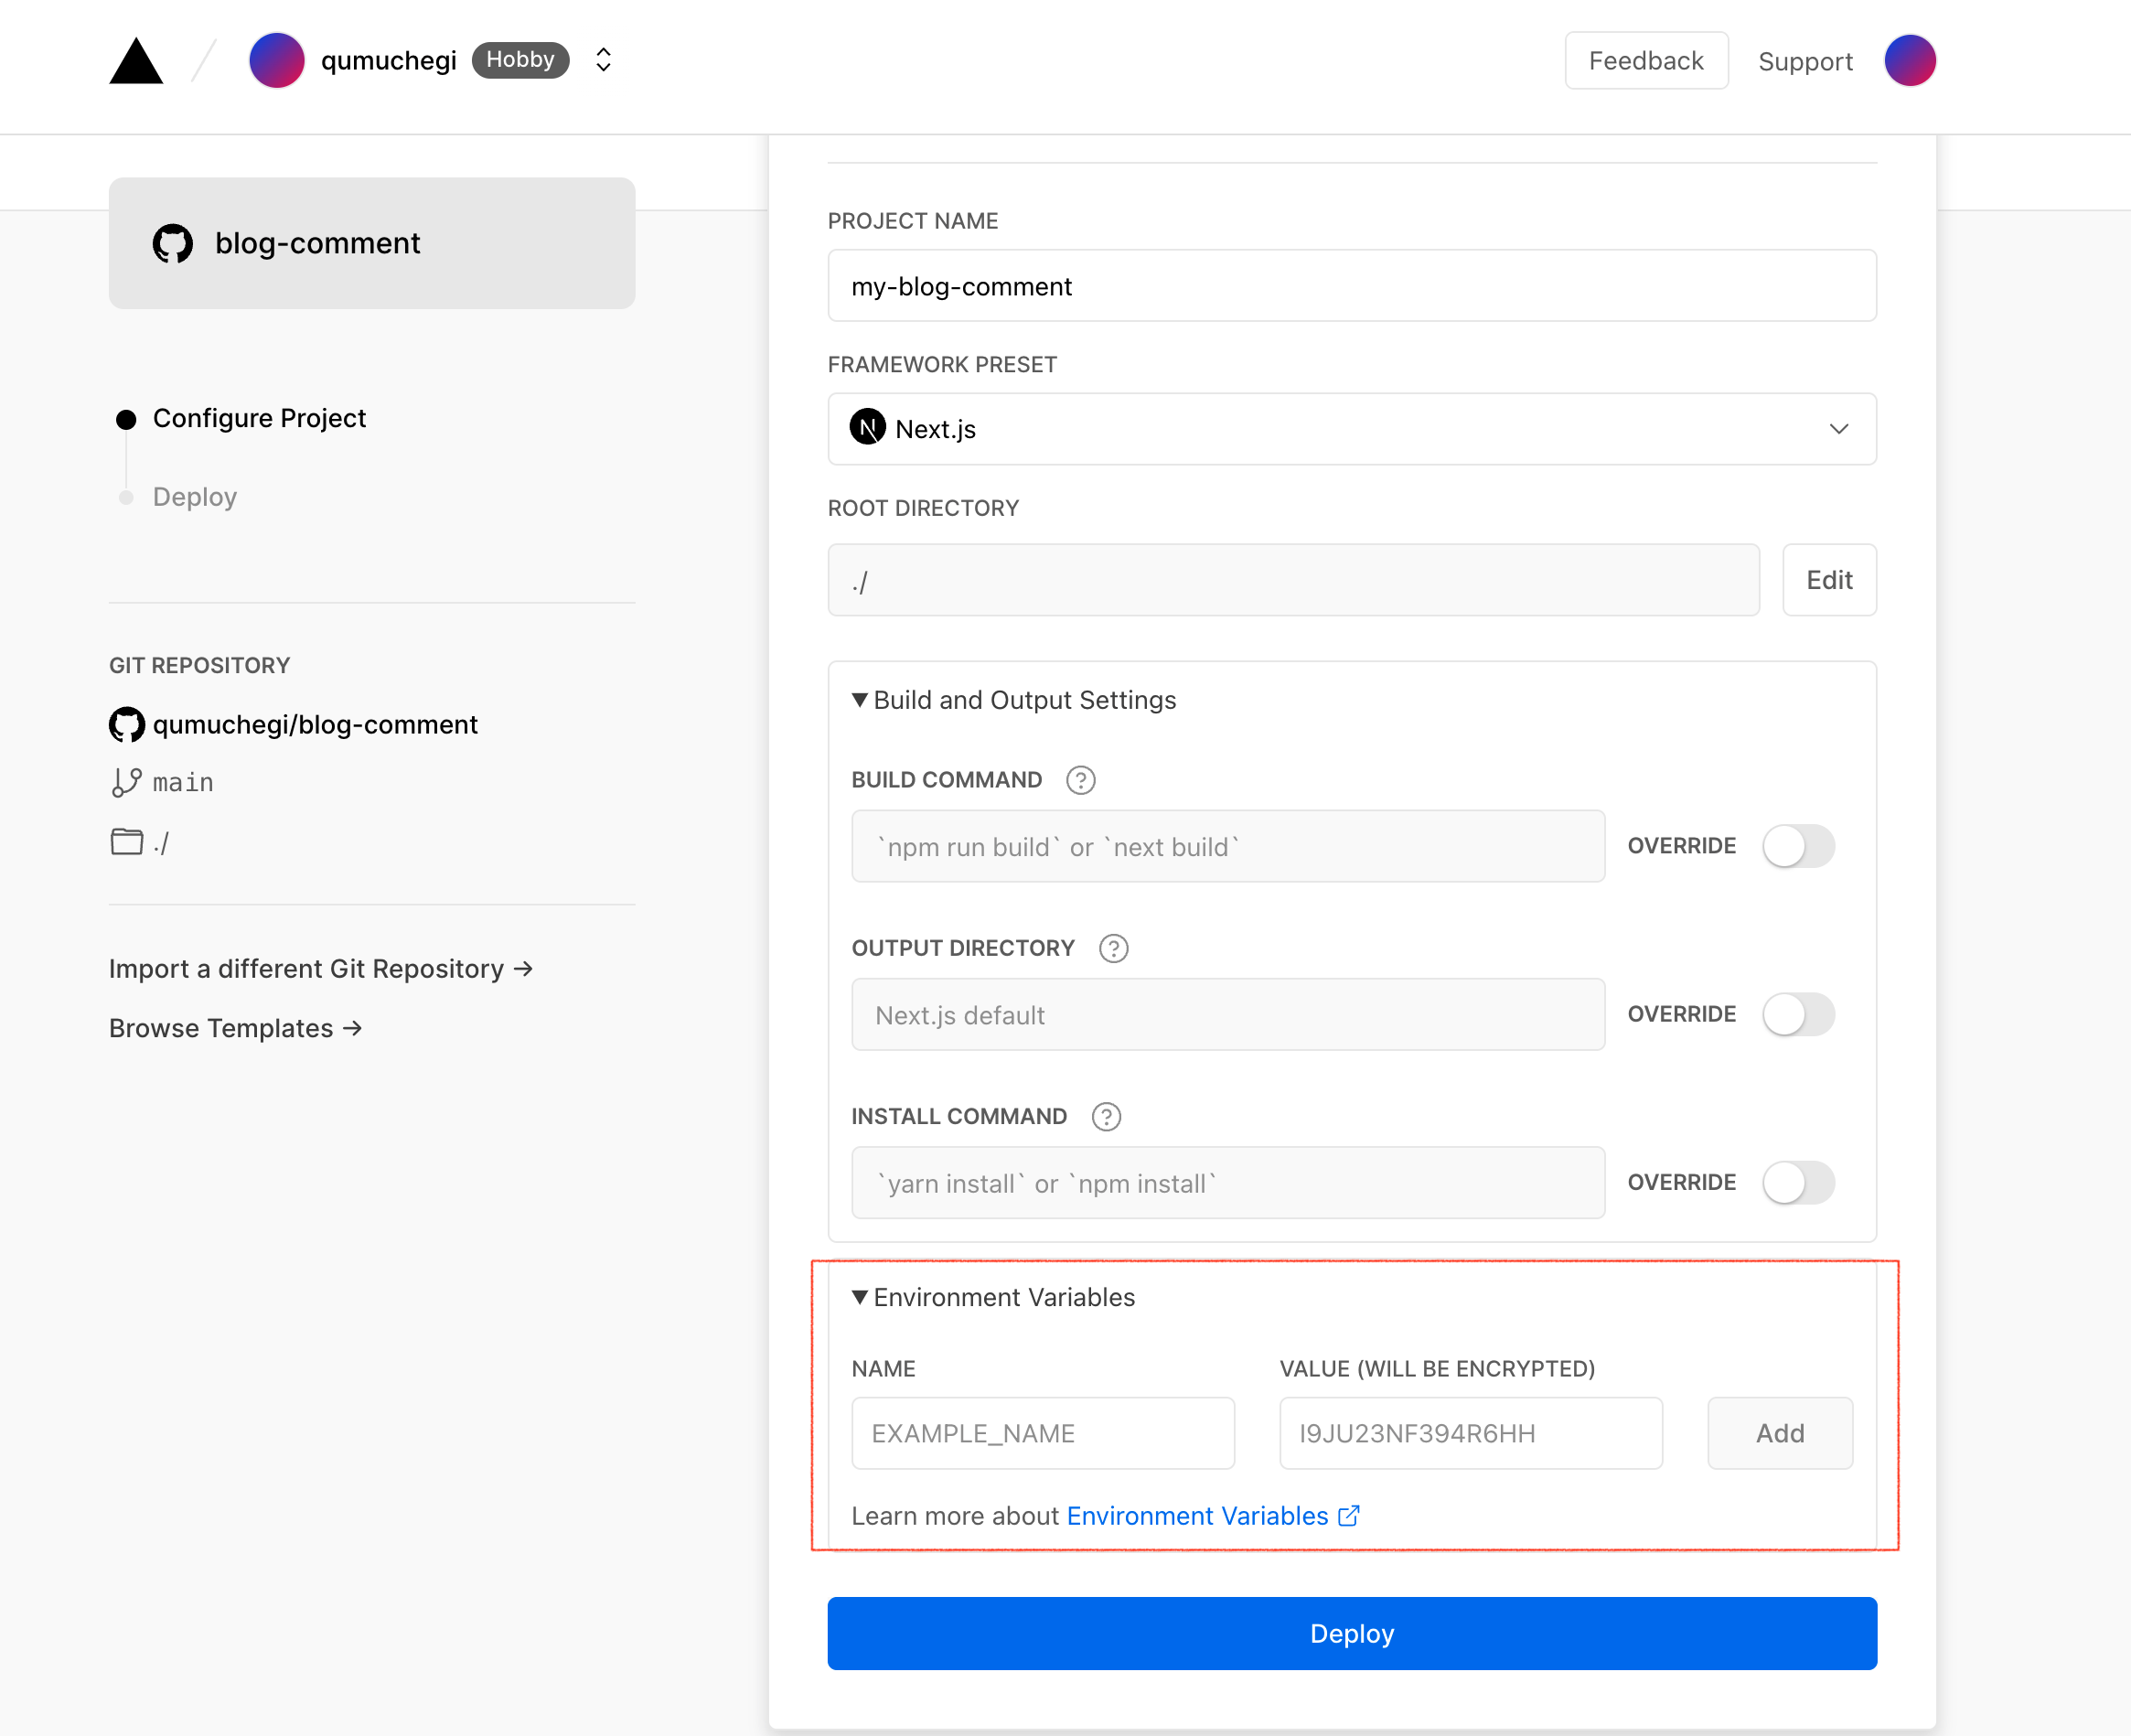 qumuchegi Hobby
Feedback Support
blog-comment
Configure Project
Deploy
GIT REPOSITORY
qumuchegi/blog-comment
main
./
Import a different Git Repository →
Browse Templates →
PROJECT NAME
my-blog-comment
FRAMEWORK PRESET
N Next.js
ROOT DIRECTORY
./ Edit
Build and Output Settings
BUILD COMMAND ?
`npm run build` or `next build` OVERRIDE
OUTPUT DIRECTORY ?
Next.js default OVERRIDE
INSTALL COMMAND ?
`yarn install` or `npm install` OVERRIDE
Environment Variables
NAME VALUE (WILL BE ENCRYPTED)
EXAMPLE_NAME I9JU23NF394R6HH Add
Learn more about Environment Variables
Deploy